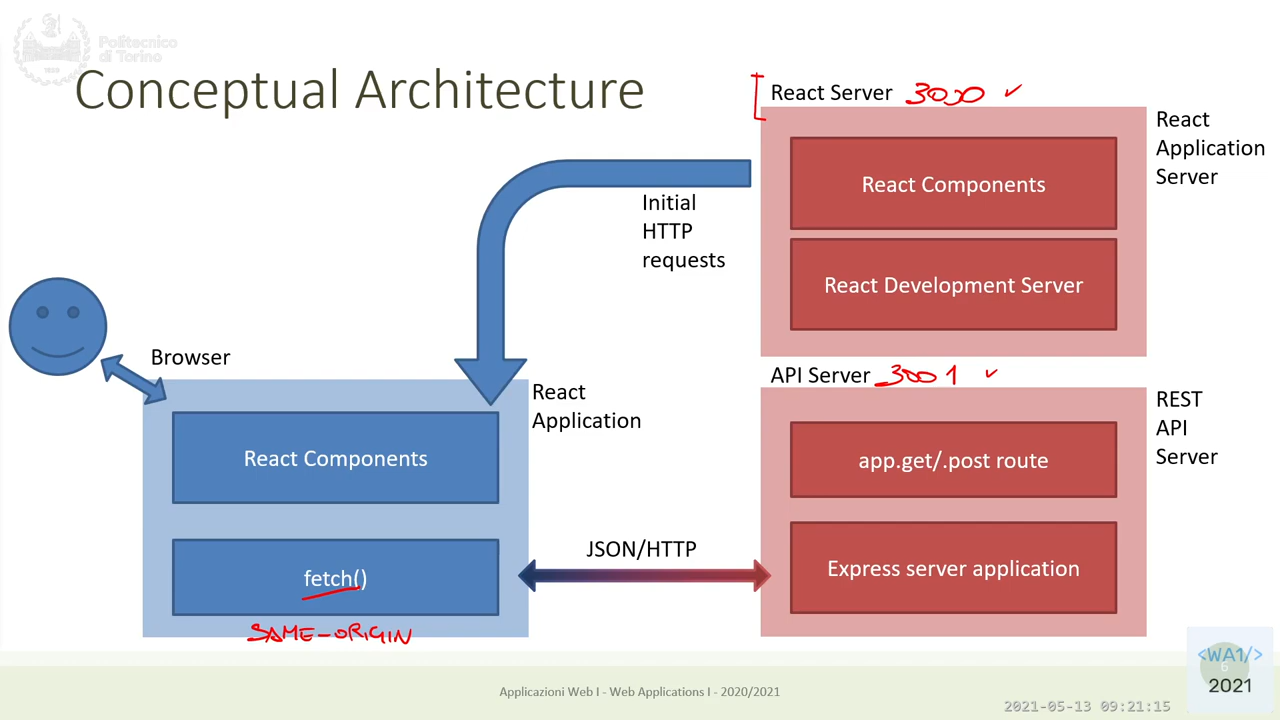 Politecnico
di Torino
Conceptual Architecture
React Server 3000 ✓
React
Application
Server
React Components
React Development Server
Initial
HTTP
requests
Browser
React
Application
React Components
fetch()
SAME-ORIGIN
JSON/HTTP
API Server 3001 ✓
REST
API
Server
app.get/.post route
Express server application
Applicazioni Web I - Web Applications I - 2020/2021
<WA1/>
6
2021
2021-05-13 09:21:15